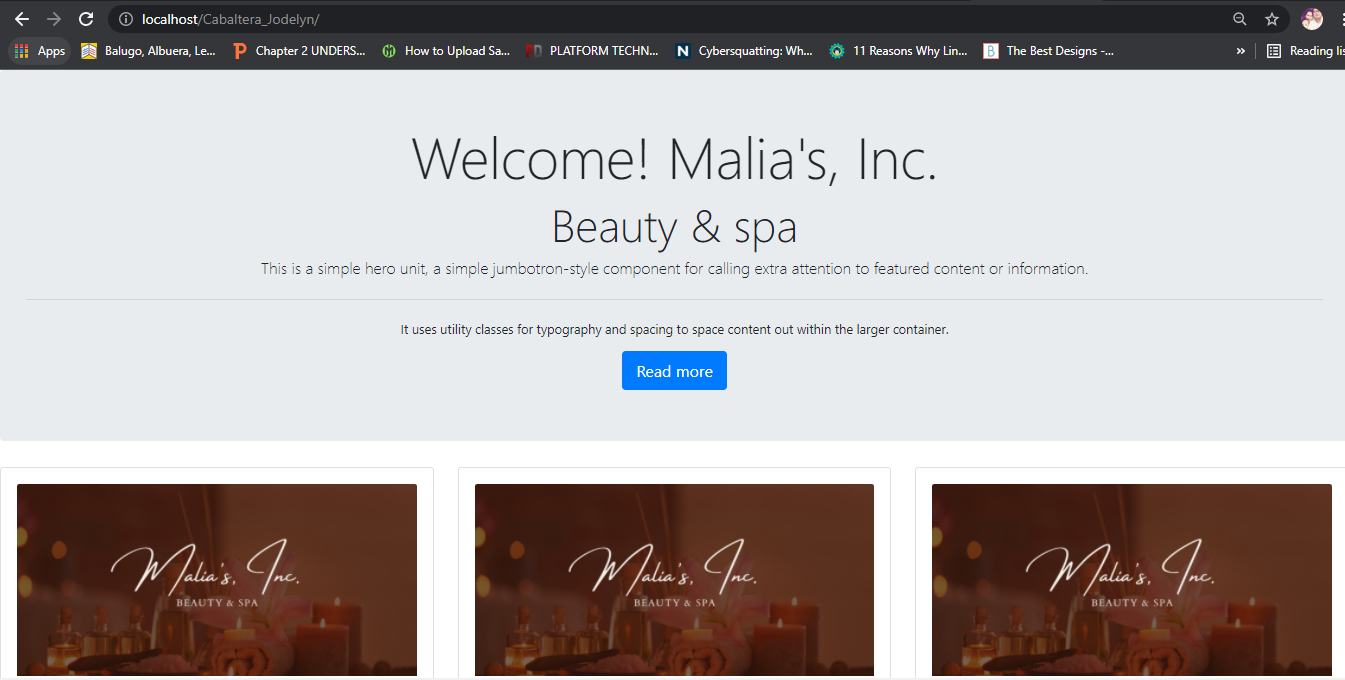 localhost/Cabaltera_Jodelyn/
Apps Balugo, Albuera, Le... Chapter 2 UNDERS... How to Upload Sa... PLATFORM TECHN... Cybersquatting: Wh... 11 Reasons Why Lin... The Best Designs -... » Reading lis
Welcome! Malia's, Inc.
Beauty & spa
This is a simple hero unit, a simple jumbotron-style component for calling extra attention to featured content or information.
It uses utility classes for typography and spacing to space content out within the larger container.
Read more
Malia's, Inc. Malia's, Inc. Malia's, Inc.
BEAUTY & SPA BEAUTY & SPA BEAUTY & SPA